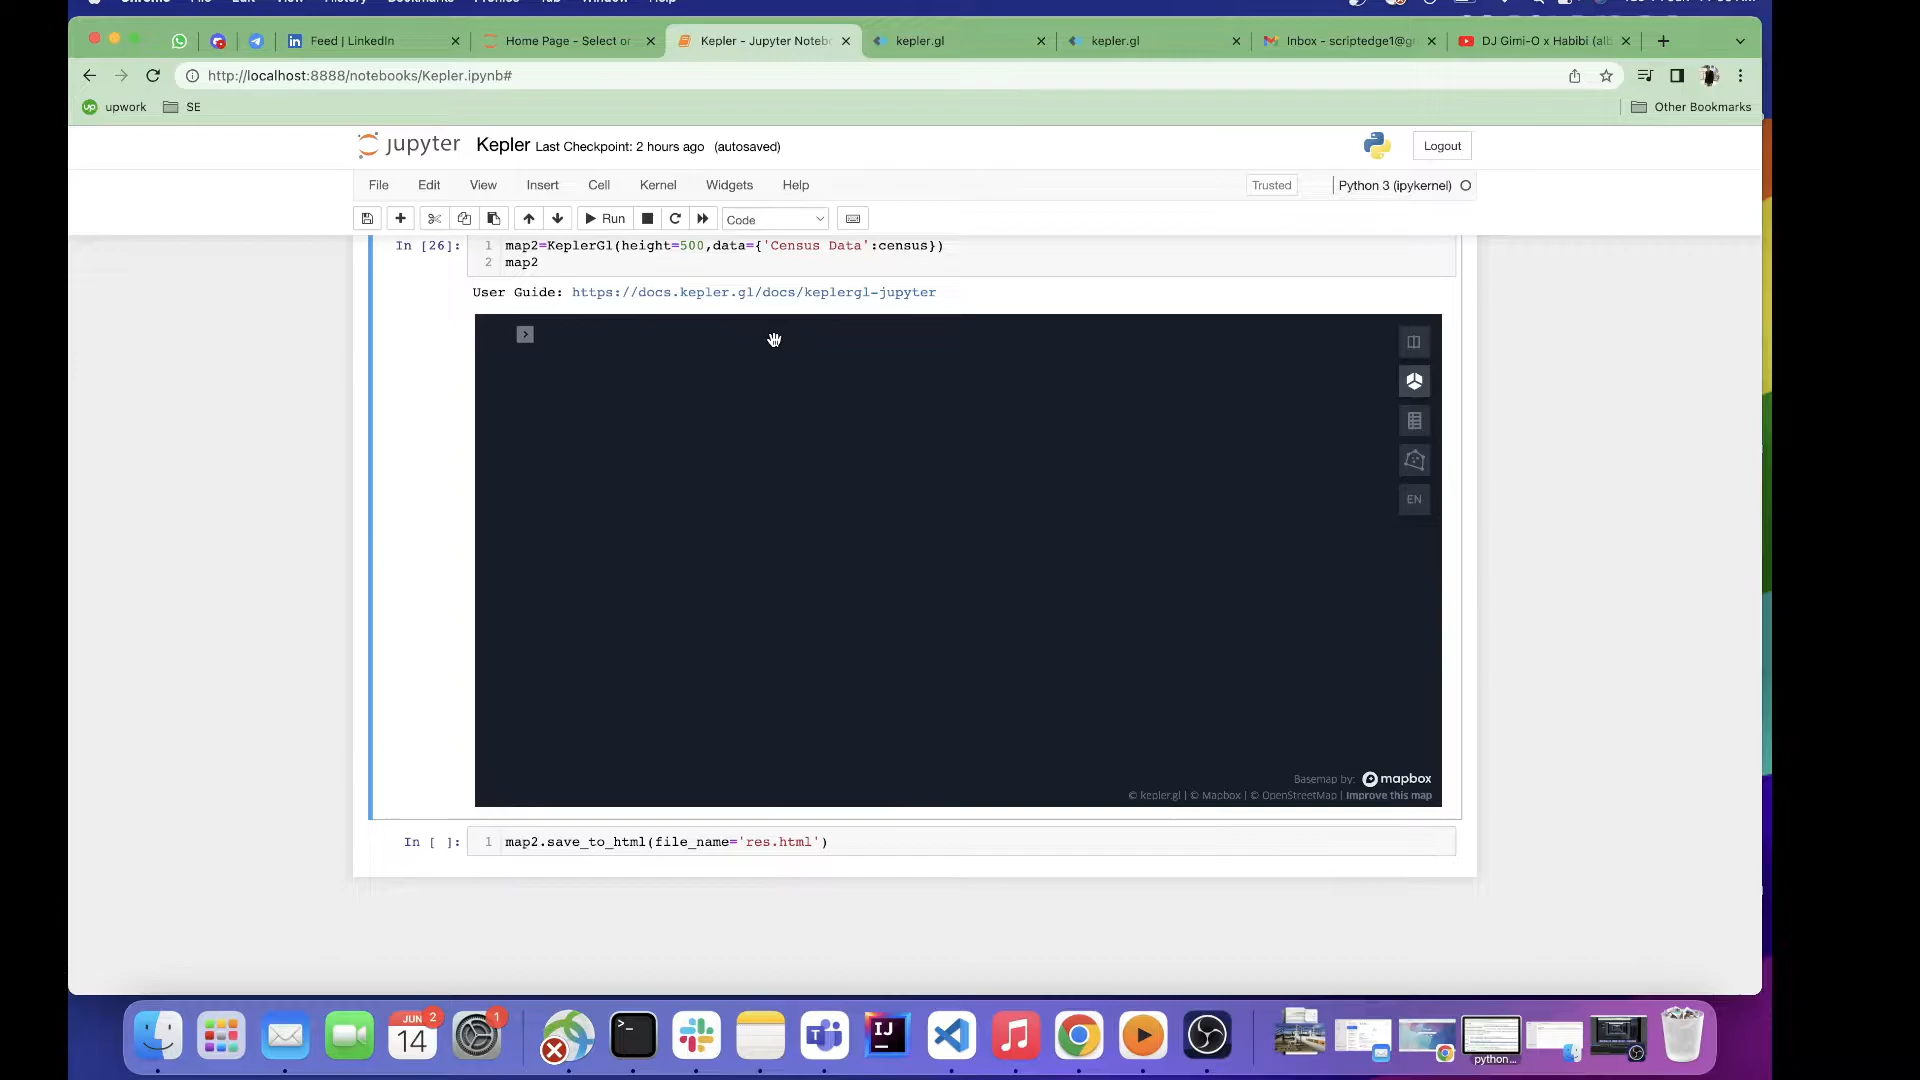 Feed | LinkedIn
Home Page - Select or
Kepler - Jupyter Notebo
kepler.gl
kepler.gl
Inbox - scriptedge1@g
DJ Gimi-O x Habibi (alb
http://localhost:8888/notebooks/Kepler.ipynb#
up upwork
SE
Other Bookmarks
jupyter
Kepler Last Checkpoint: 2 hours ago (autosaved)
Logout
File Edit View Insert Cell Kernel Widgets Help
Trusted
Python 3 (ipykernel)
Run
Code
In [26]:
1 map2=KeplerGl(height=500,data={'Census Data':census})
2 map2
User Guide: https://docs.kepler.gl/docs/keplergl-jupyter
EN
Basemap by: mapbox
© kepler.gl | © Mapbox | © OpenStreetMap | Improve this map
In [ ]:
1 map2.save_to_html(file_name='res.html')
JUN 2
14
1
>_
IJ
python...